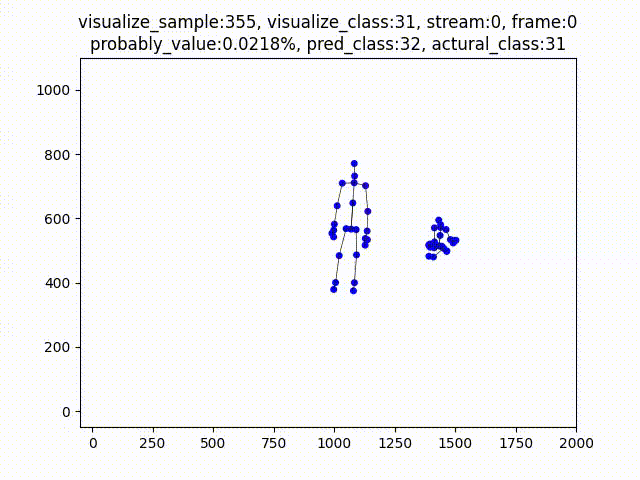 visualize_sample:355, visualize_class:31, stream:0, frame:0
probably_value:0.0218%, pred_class:32, actural_class:31
1000
800
600
400
200
0
0 250 500 750 1000 1250 1500 1750 2000